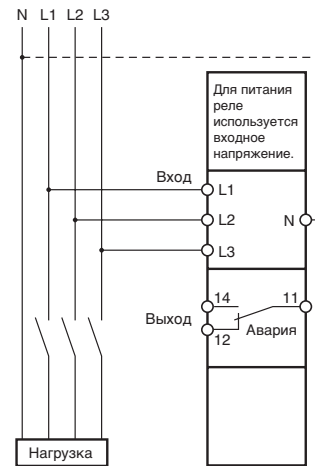 N L1 L2 L3
Для питания
реле
используется
входное
напряжение.
Вход
L1
L2
N
L3
14
11
Выход
Авария
12
Нагрузка